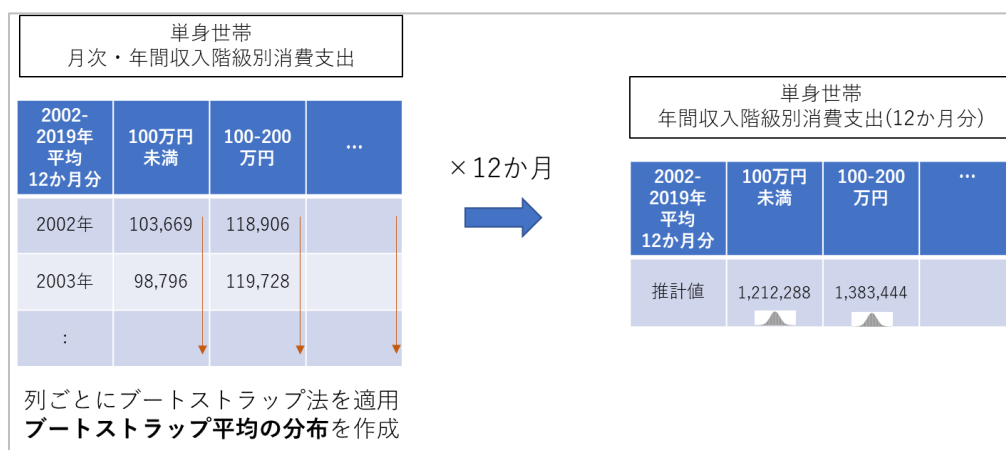 単身世帯
月次・年間収入階級別消費支出
2002-
2019年
平均
12か月分
100万円
未満
100-200
万円
…
2002年 103,669 118,906
2003年 98,796 119,728
:
列ごとにブートストラップ法を適用
ブートストラップ平均の分布を作成
×12か月
単身世帯
年間収入階級別消費支出(12か月分)
2002-
2019年
平均
12か月分
100万円
未満
100-200
万円
…
推計値 1,212,288 1,383,444